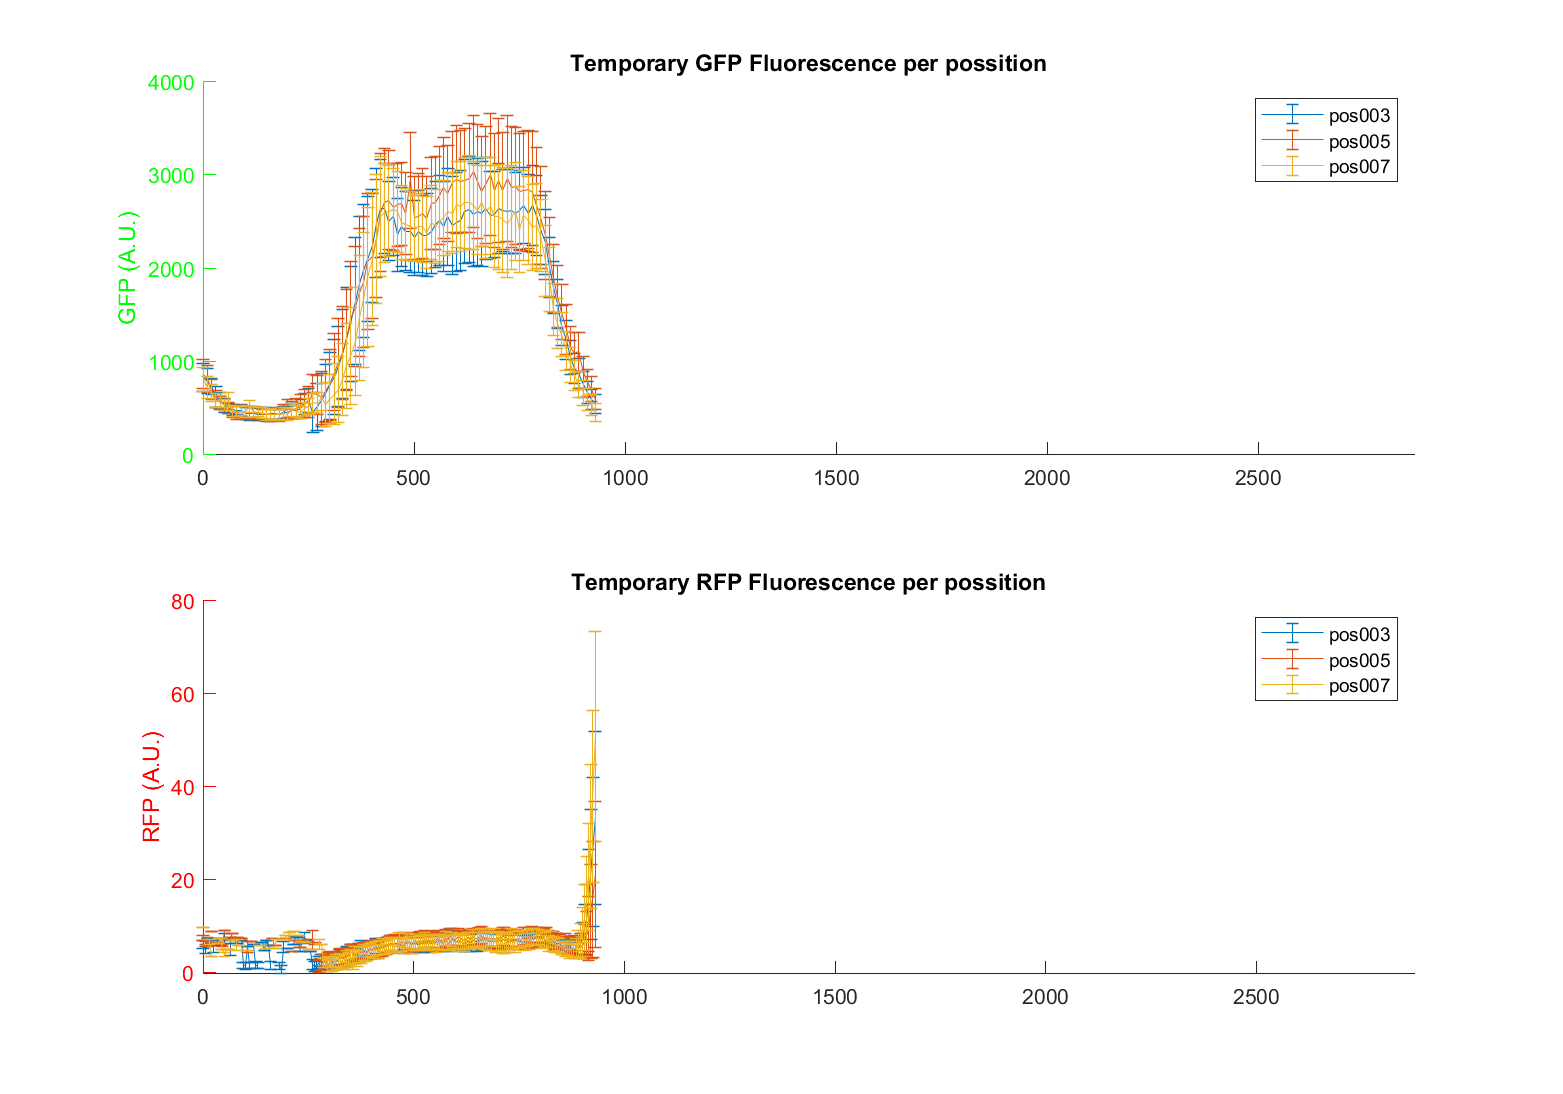 Temporary GFP Fluorescence per possition
4000
3000
2000
1000
0
GFP (A.U.)
0 500 1000 1500 2000 2500
pos003
pos005
pos007
Temporary RFP Fluorescence per possition
80
60
40
20
0
RFP (A.U.)
0 500 1000 1500 2000 2500
pos003
pos005
pos007